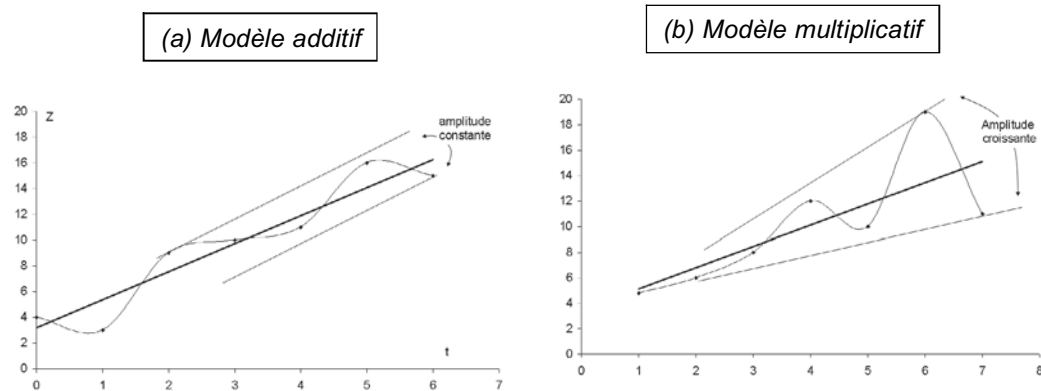 (a) Modèle additif
(b) Modèle multiplicatif
Z
20
18
16
14
12
10
8
6
4
2
0
amplitude
constante
t
0 1 2 3 4 5 6 7
20
18
16
14
12
10
8
6
4
2
0
Amplitude
croissante
0 1 2 3 4 5 6 7 8